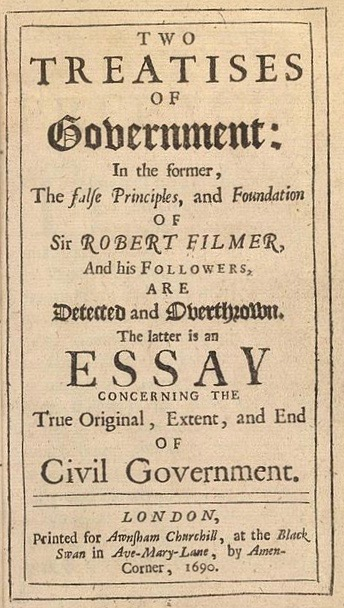 TWO
TREATISES
OF
Government:
In the former,
The falſe Principles, and Foundation
OF
Sir ROBERT FILMER,
And his FOLLOWERS,
ARE
Detected and Overthrown.
The latter is an
ESSAY
CONCERNING THE
True Original, Extent, and End
OF
Civil Government.
LONDON,
Printed for Awnſham Churchill, at the Black
Swan in Ave-Mary-Lane, by Amen-
Corner, 1690.